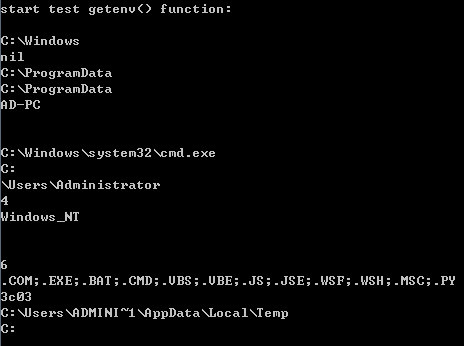 start test getenv() function:
C:\Windows
nil
C:\ProgramData
C:\ProgramData
AD-PC
C:\Windows\system32\cmd.exe
C:
\Users\Administrator
4
Windows_NT
6
.COM;.EXE;.BAT;.CMD;.VBS;.VBE;.JS;.JSE;.WSF;.WSH;.MSC;.PY
3c03
C:\Users\ADMINI~1\AppData\Local\Temp
C: